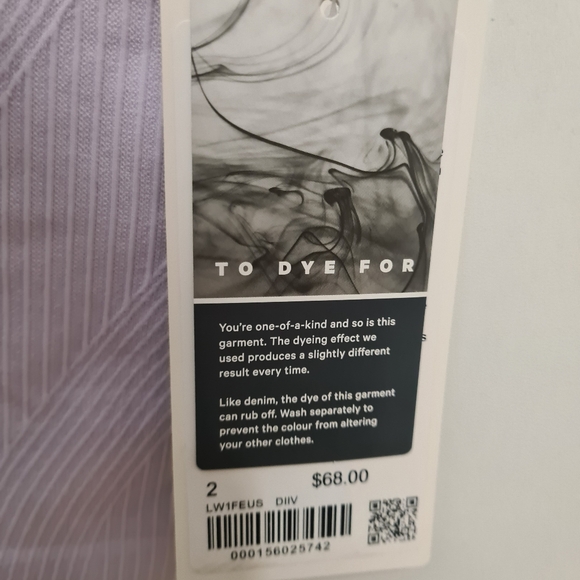 TO DYE FOR
You're one-of-a-kind and so is this
garment. The dyeing effect we
used produces a slightly different
result every time.
Like denim, the dye of this garment
can rub off. Wash separately to
prevent the colour from altering
your other clothes.
2 $68.00
LW1FEUS DIIV
000156025742